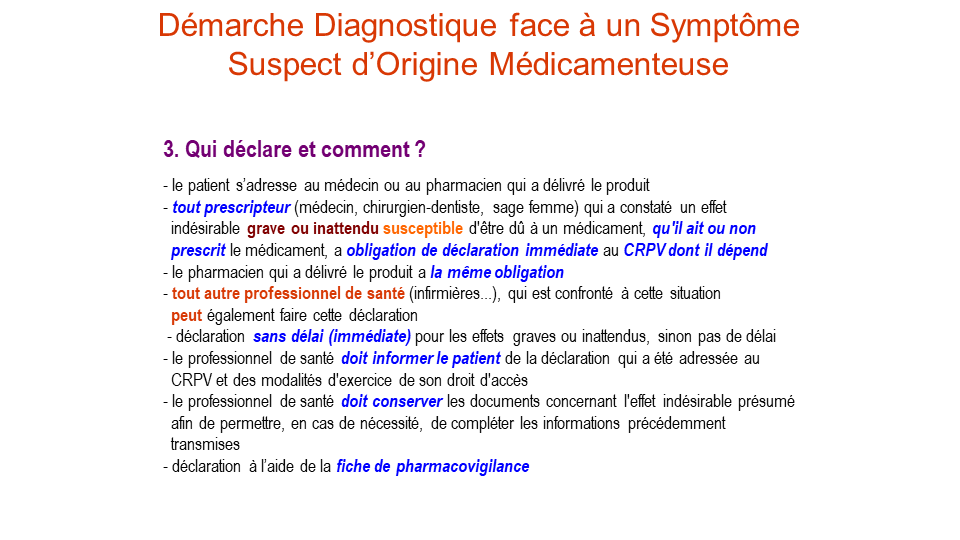 Démarche Diagnostique face à un Symptôme
Suspect d’Origine Médicamenteuse
3. Qui déclare et comment ?
- le patient s’adresse au médecin ou au pharmacien qui a délivré le produit
- tout prescripteur (médecin, chirurgien-dentiste, sage femme) qui a constaté un effet
indésirable grave ou inattendu susceptible d'être dû à un médicament, qu'il ait ou non
prescrit le médicament, a obligation de déclaration immédiate au CRPV dont il dépend
- le pharmacien qui a délivré le produit a la même obligation
- tout autre professionnel de santé (infirmières...), qui est confronté à cette situation
peut également faire cette déclaration
- déclaration sans délai (immédiate) pour les effets graves ou inattendus, sinon pas de délai
- le professionnel de santé doit informer le patient de la déclaration qui a été adressée au
CRPV et des modalités d'exercice de son droit d'accès
- le professionnel de santé doit conserver les documents concernant l'effet indésirable présumé
afin de permettre, en cas de nécessité, de compléter les informations précédemment
transmises
- déclaration à l’aide de la fiche de pharmacovigilance